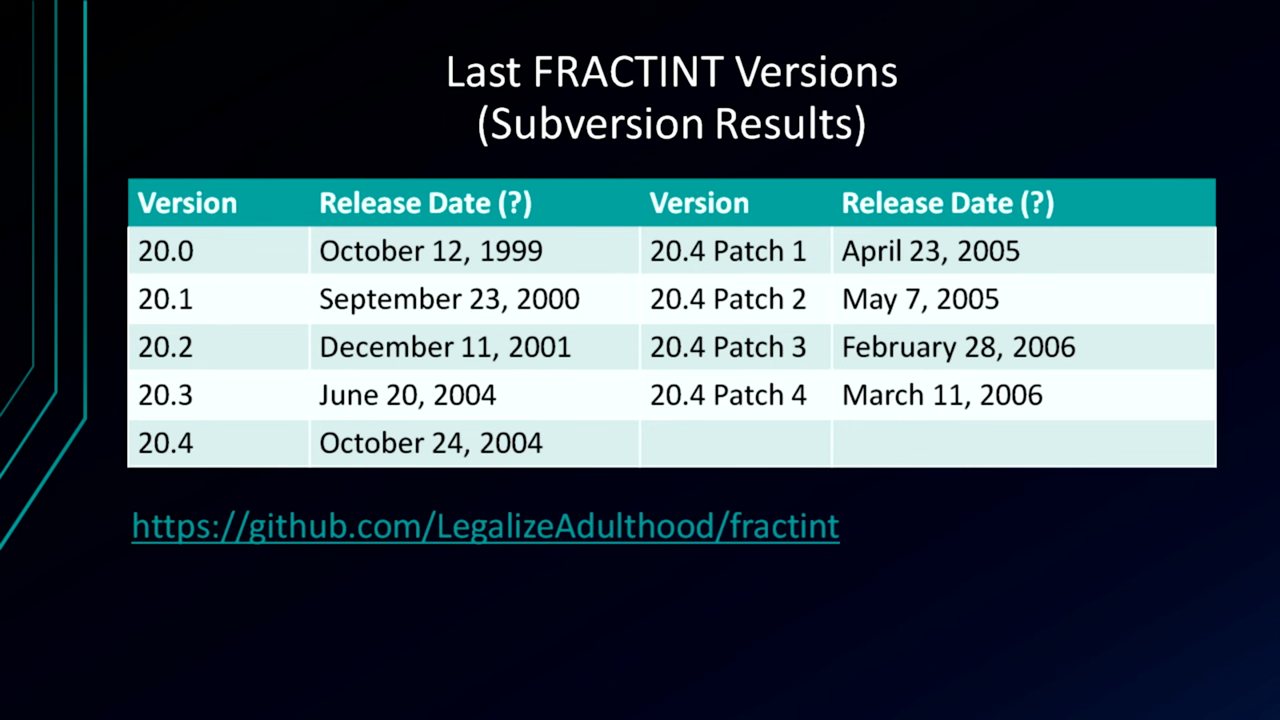 Last FRACTINT Versions
(Subversion Results)
Version Release Date (?) Version Release Date (?)
20.0 October 12, 1999 20.4 Patch 1 April 23, 2005
20.1 September 23, 2000 20.4 Patch 2 May 7, 2005
20.2 December 11, 2001 20.4 Patch 3 February 28, 2006
20.3 June 20, 2004 20.4 Patch 4 March 11, 2006
20.4 October 24, 2004
https://github.com/LegalizeAdulthood/fractint